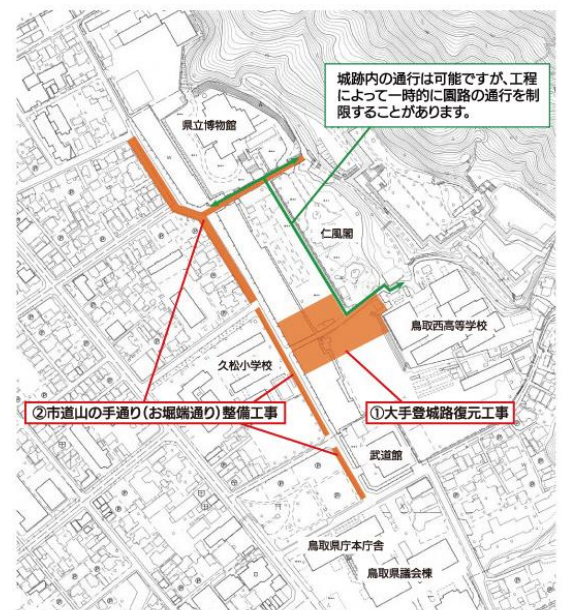 城跡内の通行は可能ですが、工程
によって一時的に園路の通行を制
限することがあります。
県立博物館
仁風閣
鳥取西高等学校
久松小学校
②市道山の手通り(お堀端通り)整備工事
①大手登城路復元工事
武道館
鳥取県庁本庁舎
鳥取県議会棟